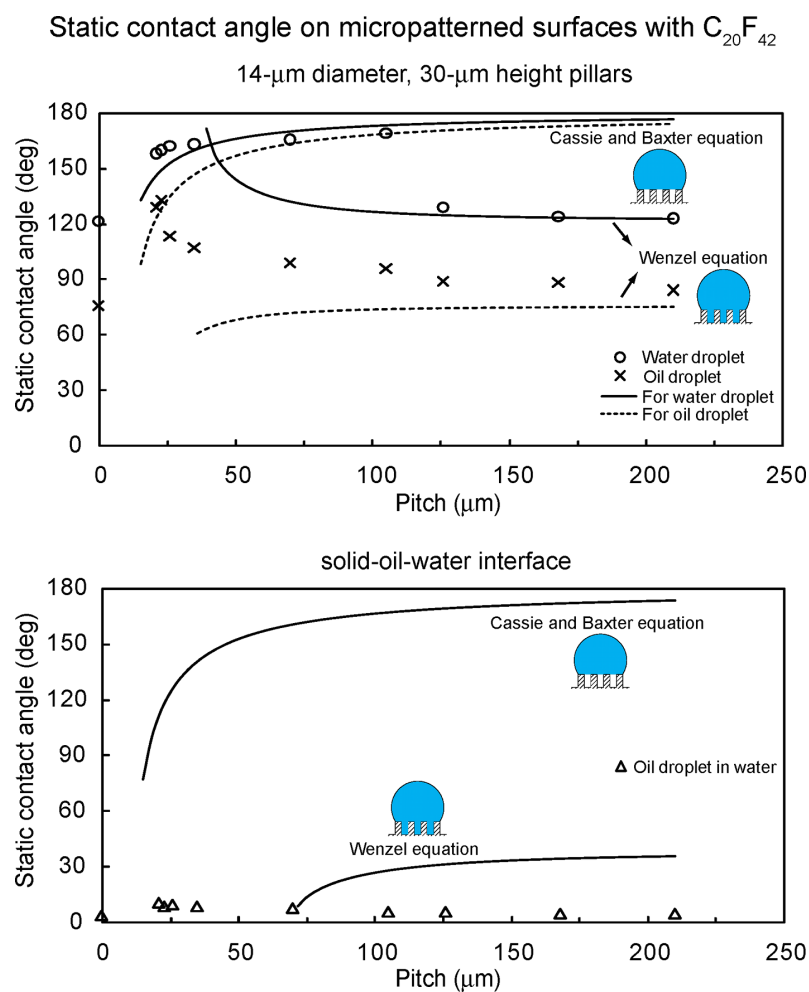 Static contact angle on micropatterned surfaces with C₂₀F₄₂
14-μm diameter, 30-μm height pillars
Static contact angle (deg)
180
150
120
90
60
30
0
Cassie and Baxter equation
Wenzel equation
Water droplet
Oil droplet
For water droplet
For oil droplet
0
50
100
150
200
250
Pitch (μm)
solid-oil-water interface
Static contact angle (deg)
180
150
120
90
60
30
0
Cassie and Baxter equation
Oil droplet in water
Wenzel equation
0
50
100
150
200
250
Pitch (μm)